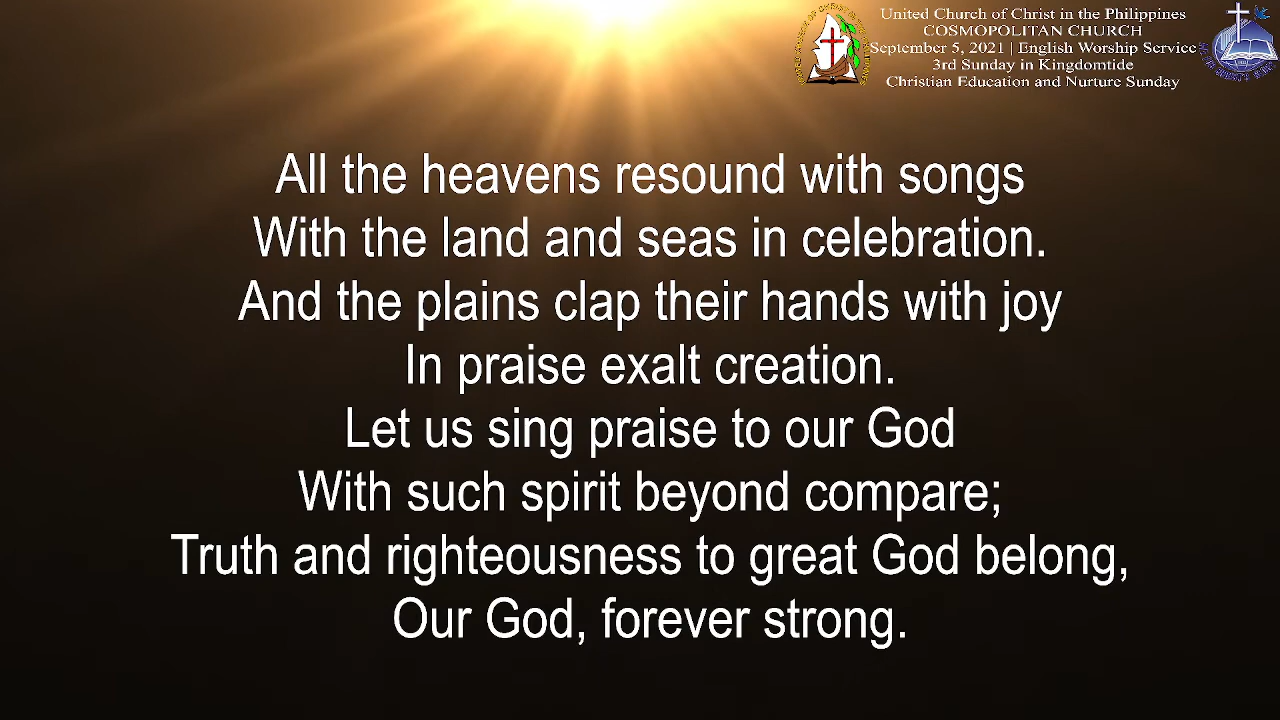 United Church of Christ in the Philippines
COSMOPOLITAN CHURCH
September 5, 2021 | English Worship Service
3rd Sunday in Kingdomtide
Christian Education and Nurture Sunday
All the heavens resound with songs
With the land and seas in celebration.
And the plains clap their hands with joy
In praise exalt creation.
Let us sing praise to our God
With such spirit beyond compare;
Truth and righteousness to great God belong,
Our God, forever strong.